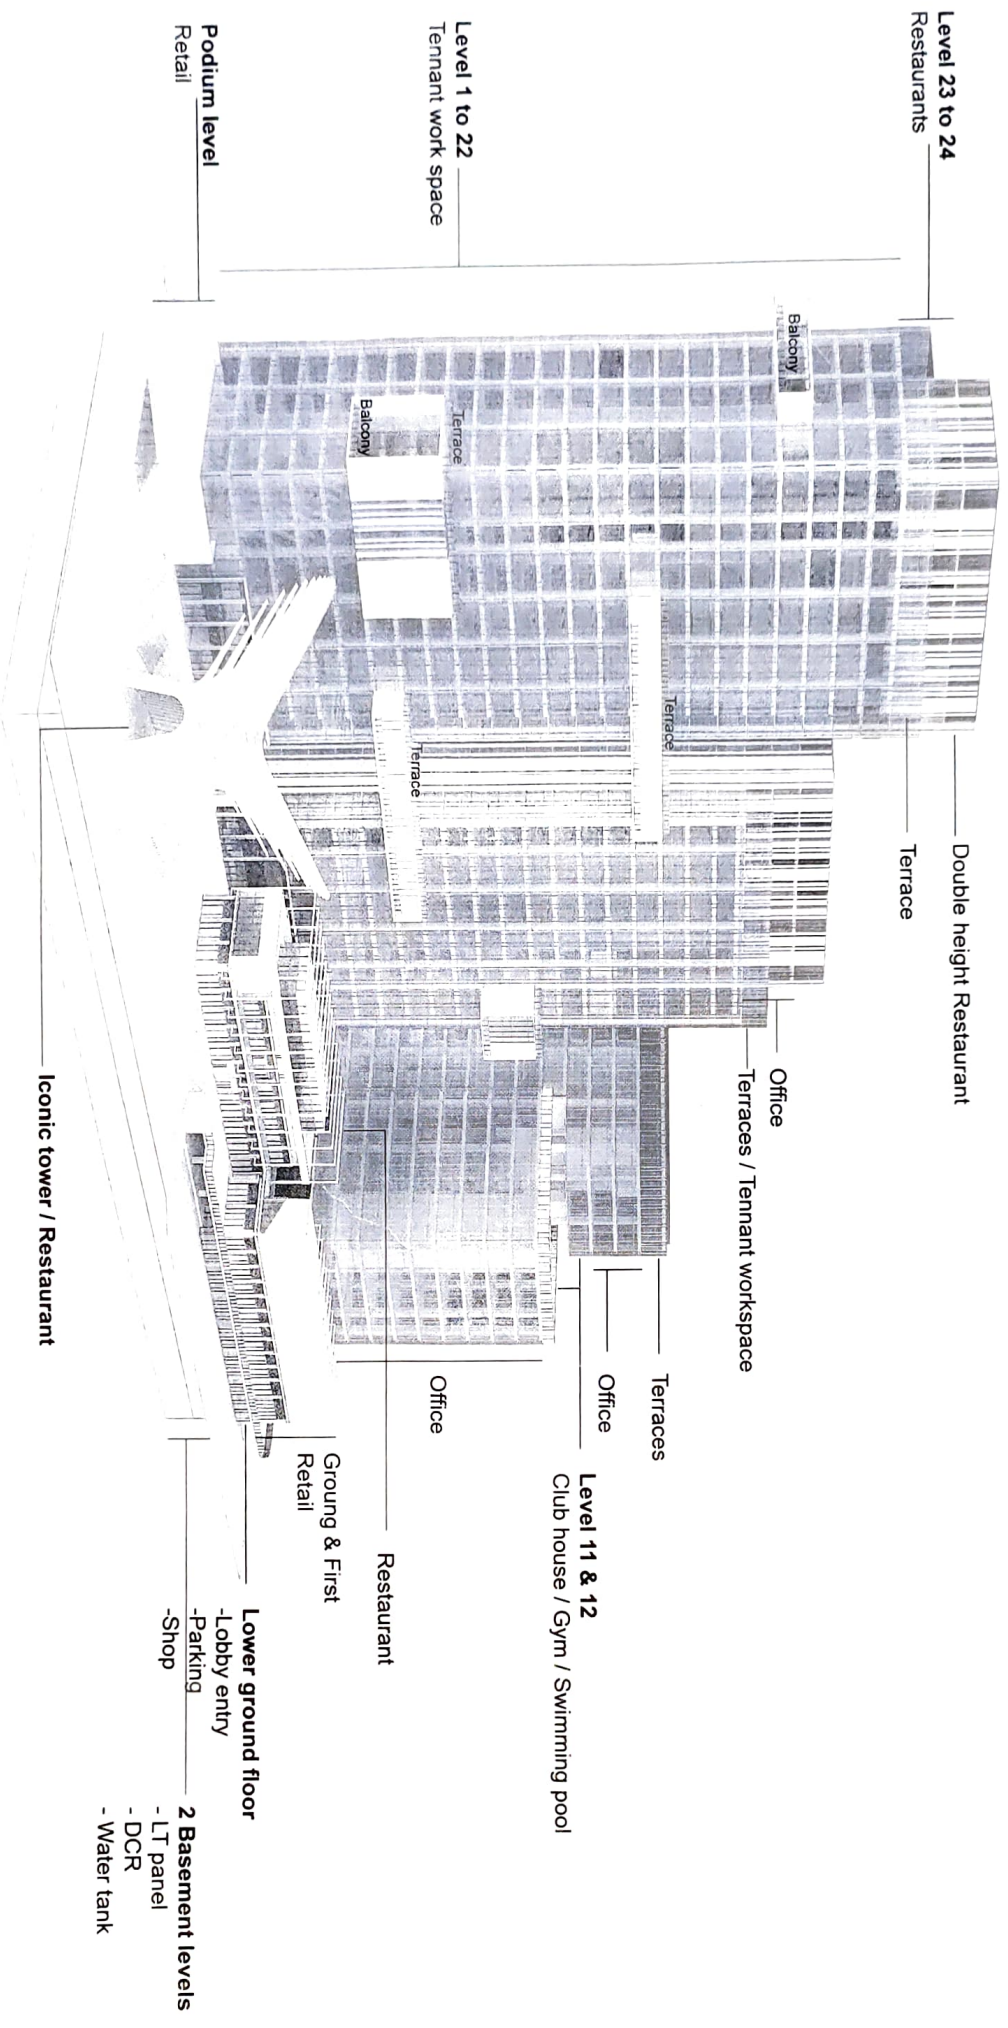 Level 23 to 24
Restaurants
Level 1 to 22
Tennant work space
Podium level
Retail
Balcony
Terrace
Balcony
Terrace
Terrace
Double height Restaurant
Terrace
Office
Terraces / Tennant workspace
Terraces
Office
Level 11 & 12
Club house / Gym / Swimming pool
Office
Restaurant
Groung & First
Retail
Lower ground floor
-Lobby entry
-Parking
-Shop
2 Basement levels
- LT panel
- DCR
- Water tank
Iconic tower / Restaurant